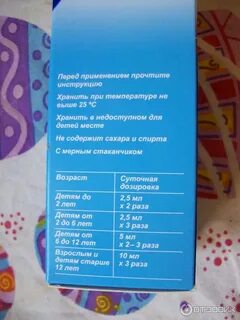 Перед применением прочтите
инструкцию
Хранить при температуре не
выше 25 °C
Хранить в недоступном для
детей месте
Не содержит сахара и спирта
С мерным стаканчиком
Возраст Суточная
дозировка
Детям до 2,5 мл
2 лет х 2 раза
Детям от 2,5 мл
2 до 6 лет х 3 раза
Детям от 5 мл
6 до 12 лет х 2– 3 раза
Взрослым и 10 мл
детям старше х 3 раза
12 лет
отзовик